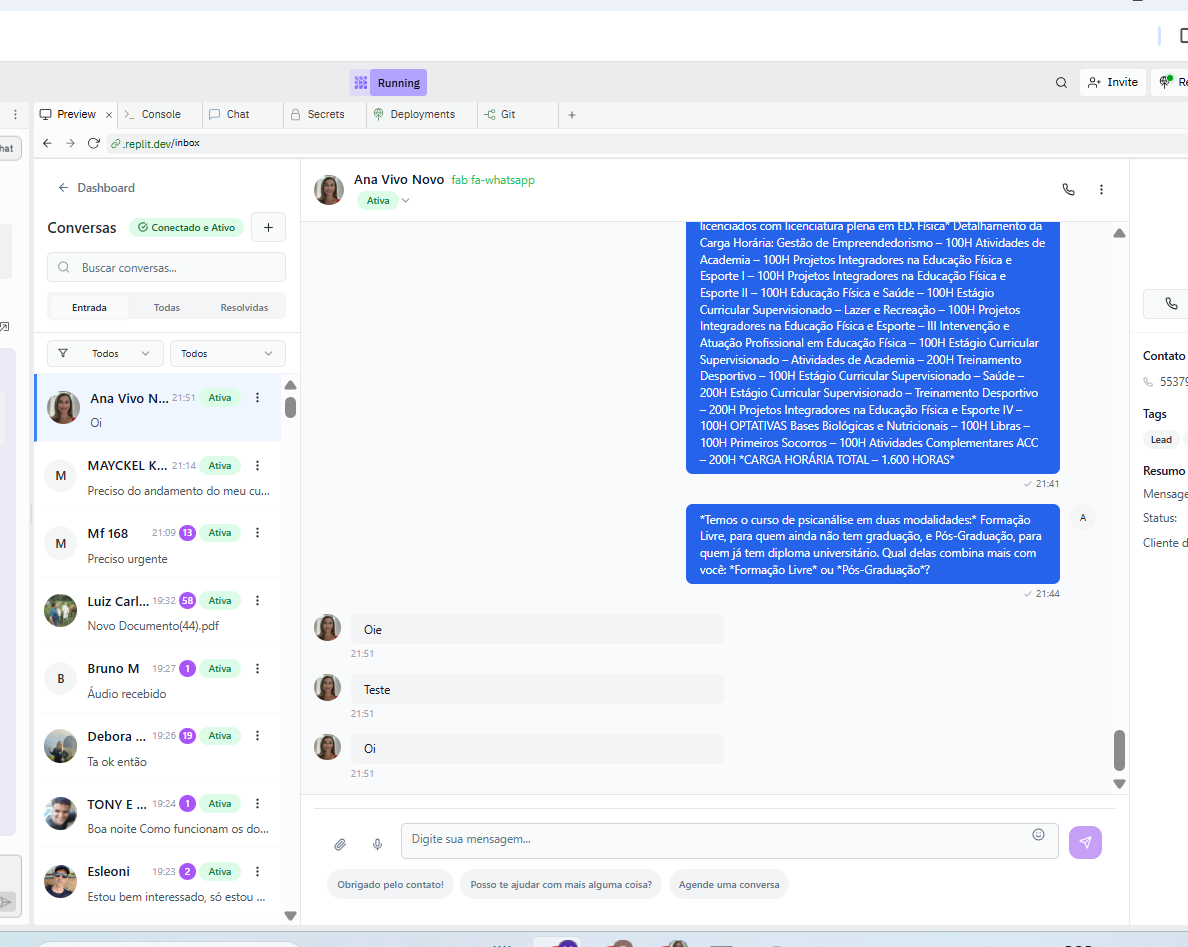 Running
Invite
Re
Preview
Console
Chat
Secrets
Deployments
Git
hat
.replit.dev/inbox
Dashboard
Conversas
Conectado e Ativo
Buscar conversas...
Entrada
Todas
Resolvidas
Todos
Todos
Ana Vivo N... 21:51 Ativa
Oi
M
MAYCKEL K... 21:14 Ativa
Preciso do andamento do meu cu...
M
Mf 168 21:09 13 Ativa
Preciso urgente
Luiz Carl... 19:32 58 Ativa
Novo Documento(44).pdf
B
Bruno M 19:27 1 Ativa
Áudio recebido
Debora ... 19:26 19 Ativa
Ta ok então
TONY E ... 19:24 1 Ativa
Boa noite Como funcionam os do...
Esleoni 19:23 2 Ativa
Estou bem interessado, só estou ...
Ana Vivo Novo fab fa-whatsapp
Ativa
licenciados com licenciatura plena em ED. Física* Detalhamento da
Carga Horária: Gestão de Empreendedorismo – 100H Atividades de
Academia – 100H Projetos Integradores na Educação Física e
Esporte I – 100H Projetos Integradores na Educação Física e
Esporte II – 100H Educação Física e Saúde – 100H Estágio
Curricular Supervisionado – Lazer e Recreação – 100H Projetos
Integradores na Educação Física e Esporte – III Intervenção e
Atuação Profissional em Educação Física – 100H Estágio Curricular
Supervisionado – Atividades de Academia – 200H Treinamento
Desportivo – 100H Estágio Curricular Supervisionado – Saúde –
200H Estágio Curricular Supervisionado – Treinamento Desportivo
– 200H Projetos Integradores na Educação Física e Esporte IV –
100H OPTATIVAS Bases Biológicas e Nutricionais – 100H Libras –
100H Primeiros Socorros – 100H Atividades Complementares ACC
– 200H *CARGA HORÁRIA TOTAL – 1.600 HORAS*
21:41
*Temos o curso de psicanálise em duas modalidades:* Formação
Livre, para quem ainda não tem graduação, e Pós-Graduação, para
quem já tem diploma universitário. Qual delas combina mais com
você: *Formação Livre* ou *Pós-Graduação*?
A
21:44
Oie
21:51
Teste
21:51
Oi
21:51
Digite sua mensagem...
Obrigado pelo contato!
Posso te ajudar com mais alguma coisa?
Agende uma conversa
Contato
55379
Tags
Lead
Resumo
Mensage
Status:
Cliente d